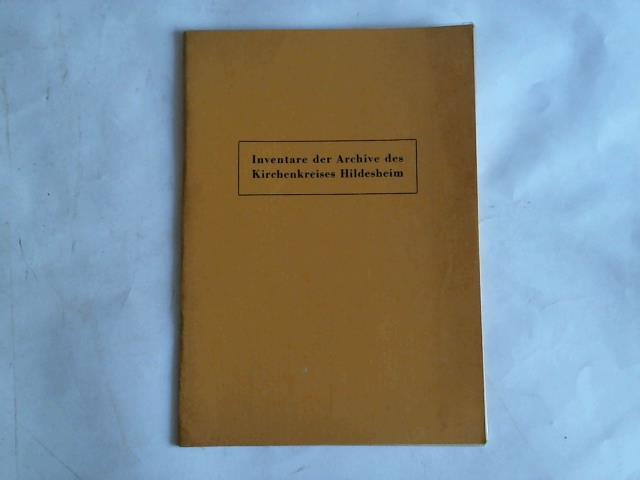 Inventare der Archive des
Kirchenkreises Hildesheim